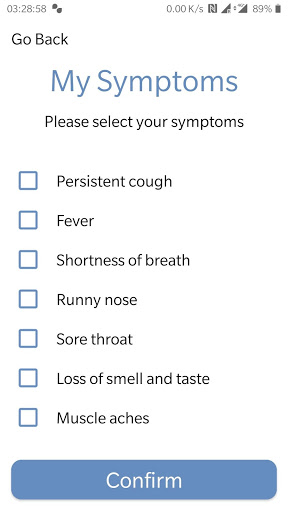 03:28:58 0.00 K/s 89%
Go Back
My Symptoms
Please select your symptoms
Persistent cough
Fever
Shortness of breath
Runny nose
Sore throat
Loss of smell and taste
Muscle aches
Confirm